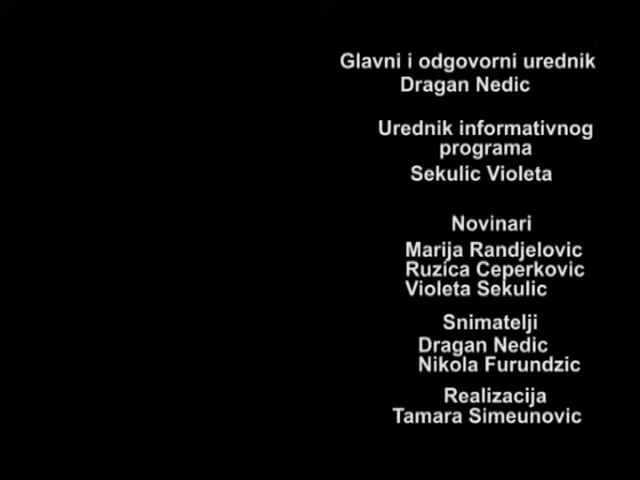 Glavni i odgovorni urednik
Dragan Nedic
Urednik informativnog
programa
Sekulic Violeta
Novinari
Marija Randjelovic
Ruzica Ceperkovic
Violeta Sekulic
Snimatelji
Dragan Nedic
Nikola Furundzic
Realizacija
Tamara Simeunovic